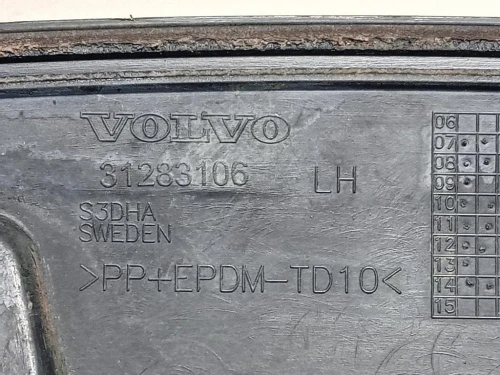 VOLVO
31283106 LH
S3DHA
SWEDEN
>PP+EPDM-TD10<
06
07
08
09
10
11
12
13
14
15